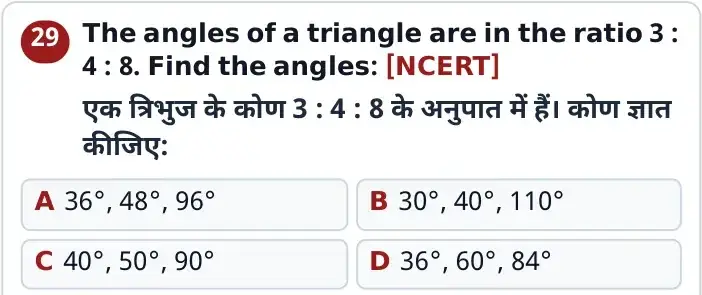 29 The angles of a triangle are in the ratio 3 :
4 : 8. Find the angles: [NCERT]
एक त्रिभुज के कोण 3 : 4 : 8 के अनुपात में हैं। कोण ज्ञात
कीजिए:
A 36°, 48°, 96°
B 30°, 40°, 110°
C 40°, 50°, 90°
D 36°, 60°, 84°